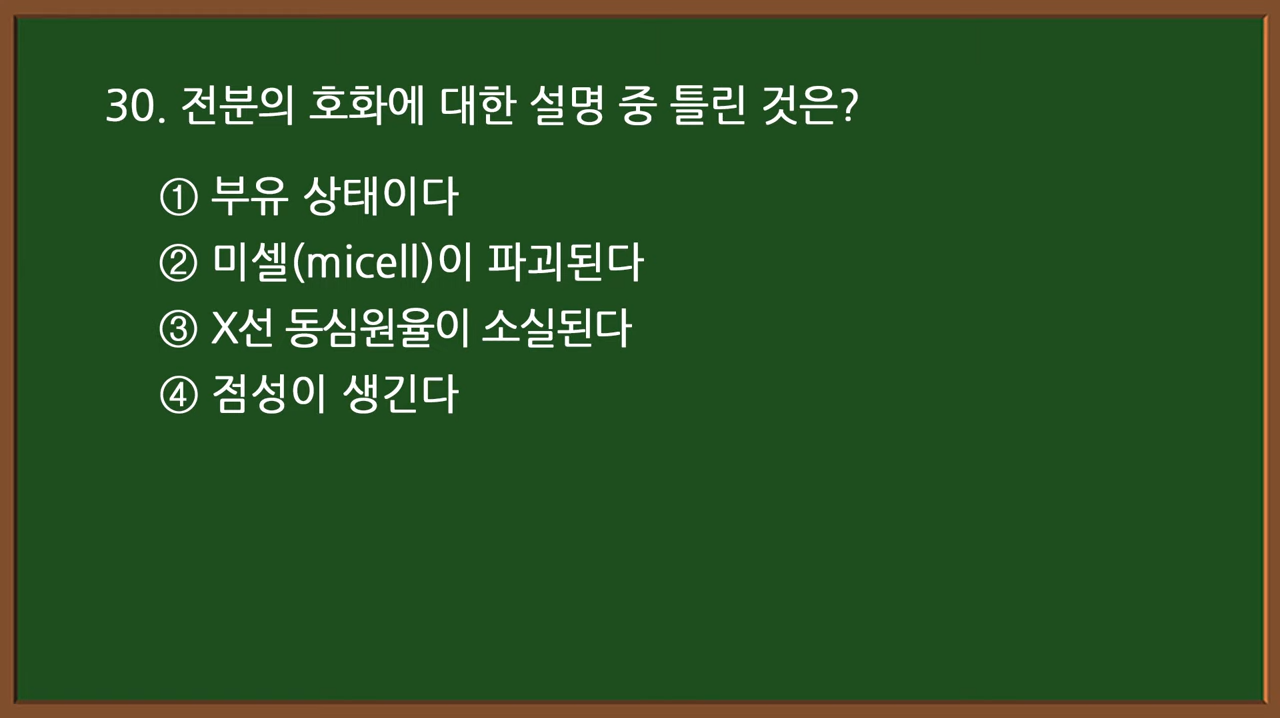 30. 전분의 호화에 대한 설명 중 틀린 것은?
① 부유 상태이다
② 미셀(micell)이 파괴된다
③ X선 동심원율이 소실된다
④ 점성이 생긴다